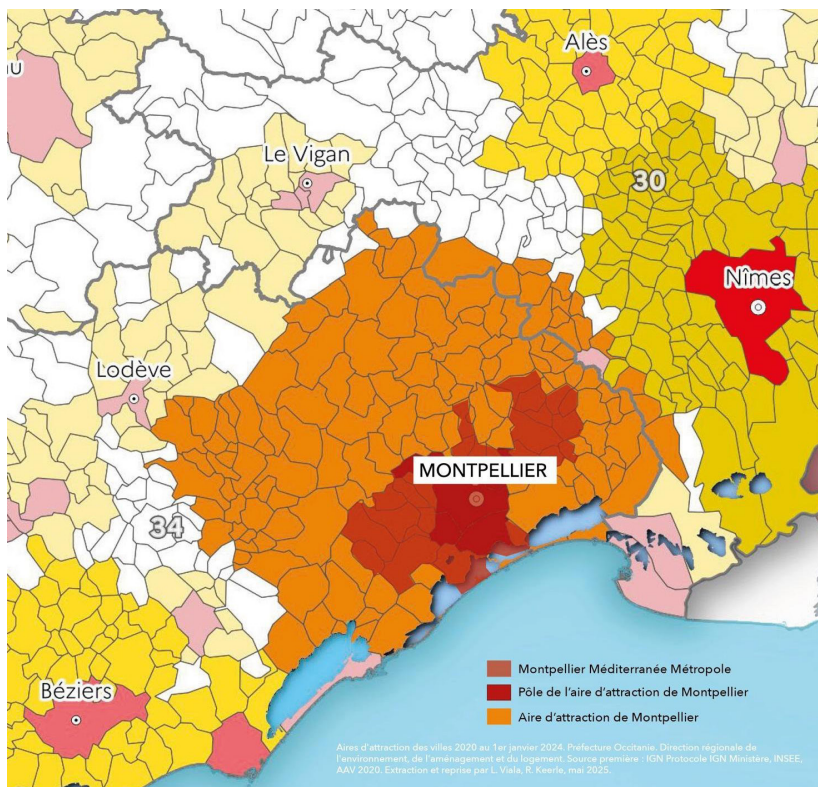 Alès
au
Le Vigan
30
Nîmes
Lodève
MONTPELLIER
34
Montpellier Méditerranée Métropole
Pôle de l'aire d'attraction de Montpellier
Béziers
Aire d'attraction de Montpellier
Aires d'attraction des villes 2020 au 1er janvier 2024. Préfecture Occitanie. Direction régionale de
l'environnement, de l'aménagement et du logement. Source première : IGN Protocole IGN Ministère, INSEE,
AAV 2020. Extraction et reprise par L. Viala, R. Keerle, mai 2025.